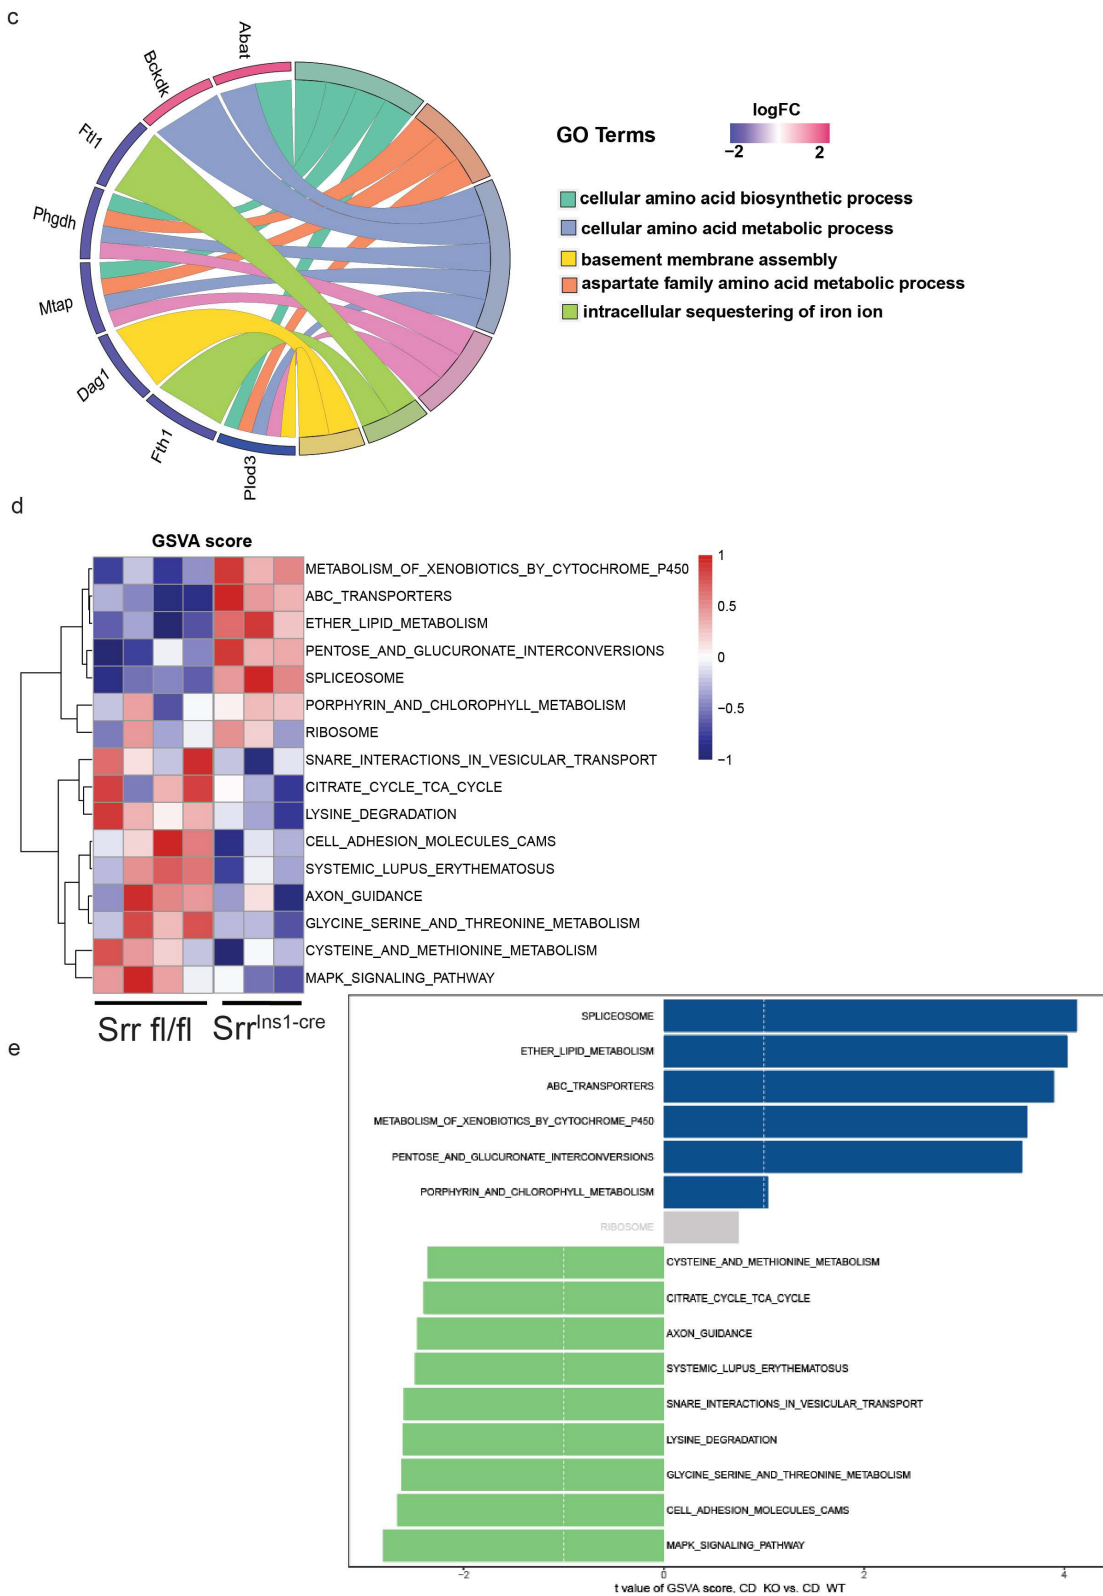 c
Abat
Bckdk
Ftl1
Phgdh
Mtap
Dag1
Fth1
Plod3
GO Terms
logFC
−2 2
cellular amino acid biosynthetic process
cellular amino acid metabolic process
basement membrane assembly
aspartate family amino acid metabolic process
intracellular sequestering of iron ion
d
GSVA score
METABOLISM_OF_XENOBIOTICS_BY_CYTOCHROME_P450
ABC_TRANSPORTERS
ETHER_LIPID_METABOLISM
PENTOSE_AND_GLUCURONATE_INTERCONVERSIONS
SPLICEOSOME
PORPHYRIN_AND_CHLOROPHYLL_METABOLISM
RIBOSOME
SNARE_INTERACTIONS_IN_VESICULAR_TRANSPORT
CITRATE_CYCLE_TCA_CYCLE
LYSINE_DEGRADATION
CELL_ADHESION_MOLECULES_CAMS
SYSTEMIC_LUPUS_ERYTHEMATOSUS
AXON_GUIDANCE
GLYCINE_SERINE_AND_THREONINE_METABOLISM
CYSTEINE_AND_METHIONINE_METABOLISM
MAPK_SIGNALING_PATHWAY
1
0.5
0
−0.5
−1
Srr fl/fl Srr Ins1-cre
e
SPLICEOSOME
ETHER_LIPID_METABOLISM
ABC_TRANSPORTERS
METABOLISM_OF_XENOBIOTICS_BY_CYTOCHROME_P450
PENTOSE_AND_GLUCURONATE_INTERCONVERSIONS
PORPHYRIN_AND_CHLOROPHYLL_METABOLISM
RIBOSOME
CYSTEINE_AND_METHIONINE_METABOLISM
CITRATE_CYCLE_TCA_CYCLE
AXON_GUIDANCE
SYSTEMIC_LUPUS_ERYTHEMATOSUS
SNARE_INTERACTIONS_IN_VESICULAR_TRANSPORT
LYSINE_DEGRADATION
GLYCINE_SERINE_AND_THREONINE_METABOLISM
CELL_ADHESION_MOLECULES_CAMS
MAPK_SIGNALING_PATHWAY
−2 0 2 4
t value of GSVA score, CD_KO vs. CD_WT